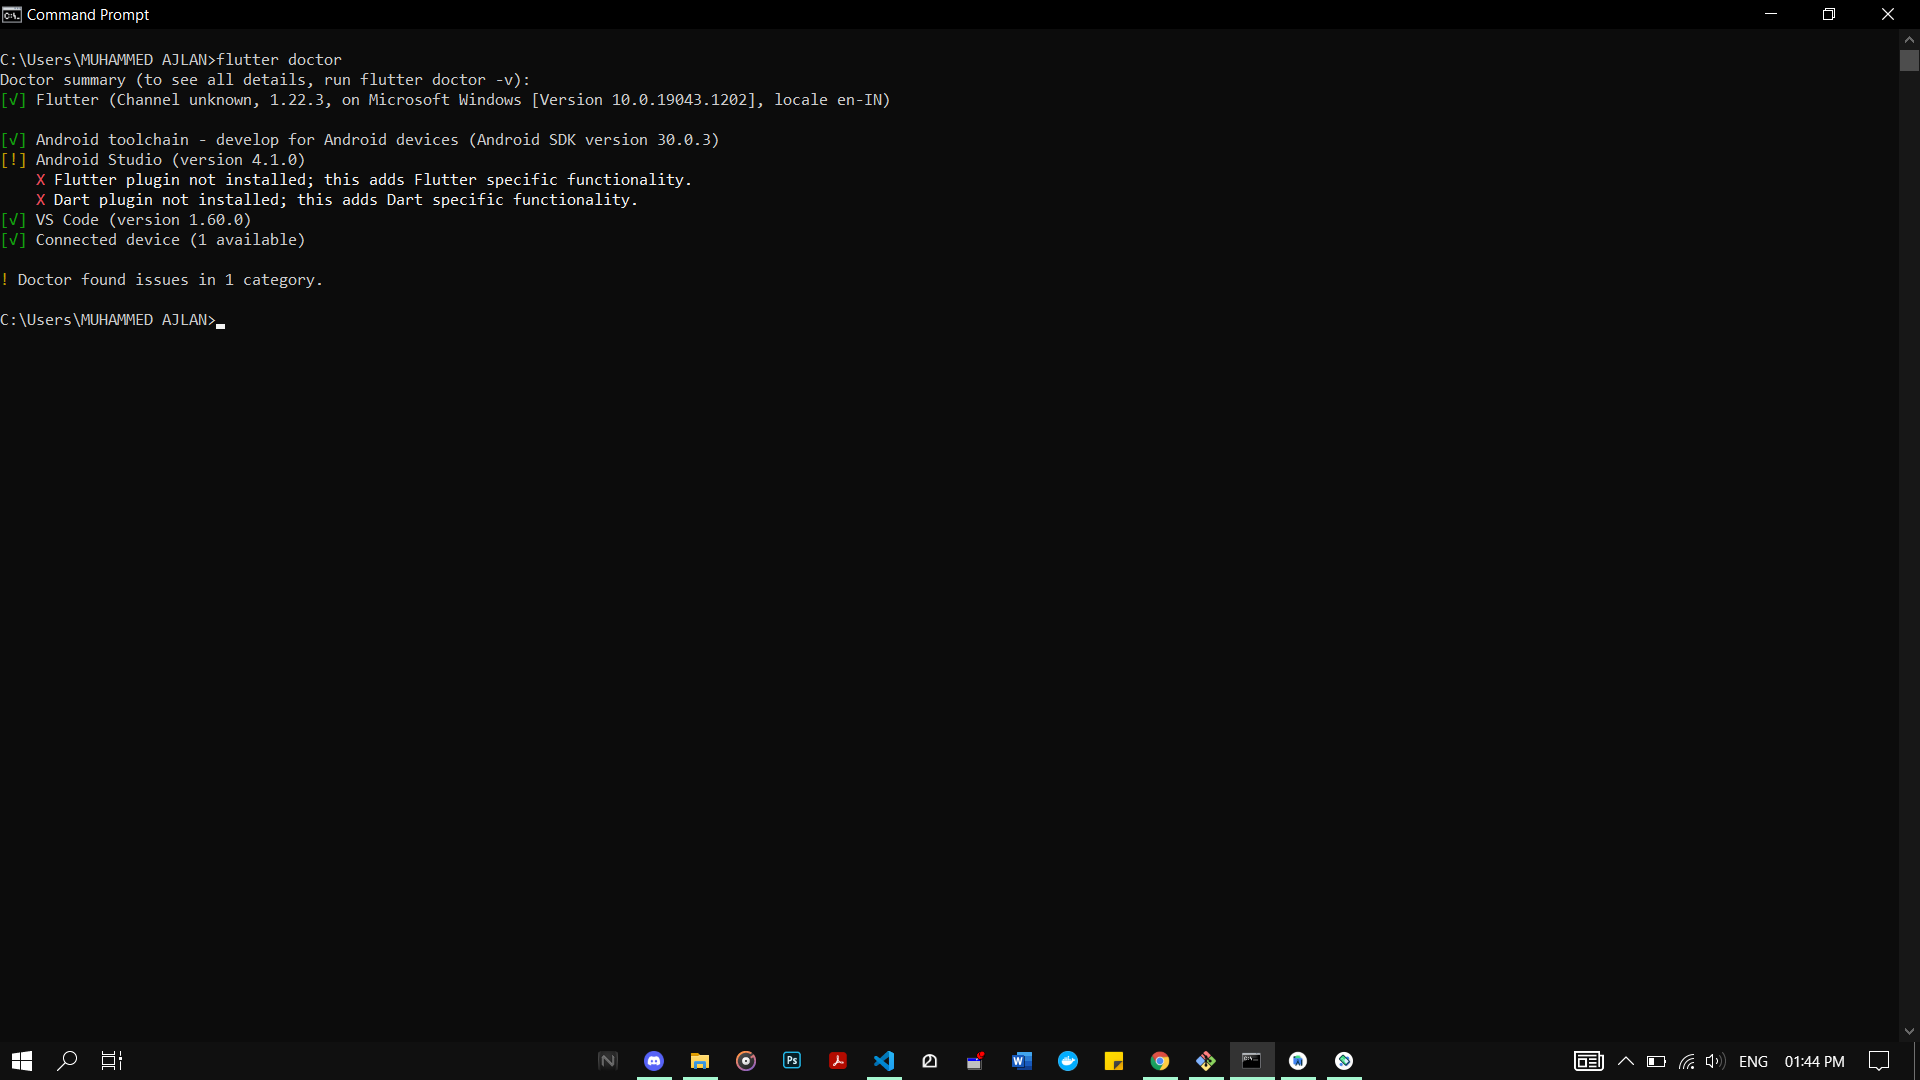 Command Prompt
C:\Users\MUHAMMED AJLAN>flutter doctor
Doctor summary (to see all details, run flutter doctor -v):
[√] Flutter (Channel unknown, 1.22.3, on Microsoft Windows [Version 10.0.19043.1202], locale en-IN)
[√] Android toolchain - develop for Android devices (Android SDK version 30.0.3)
[!] Android Studio (version 4.1.0)
X Flutter plugin not installed; this adds Flutter specific functionality.
X Dart plugin not installed; this adds Dart specific functionality.
[√] VS Code (version 1.60.0)
[√] Connected device (1 available)
! Doctor found issues in 1 category.
C:\Users\MUHAMMED AJLAN>
ENG 01:44 PM